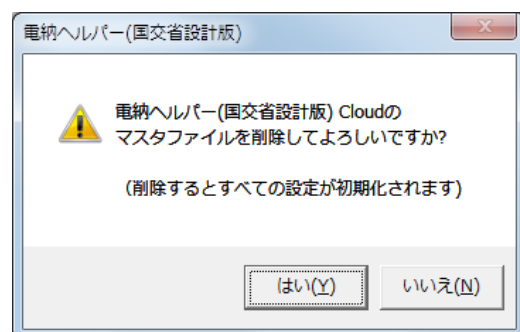 電納ヘルパー(国交省設計版)
電納ヘルパー(国交省設計版) Cloudの
マスタファイルを削除してよろしいですか?
（削除するとすべての設定が初期化されます)
はい(Y)
いいえ(N)